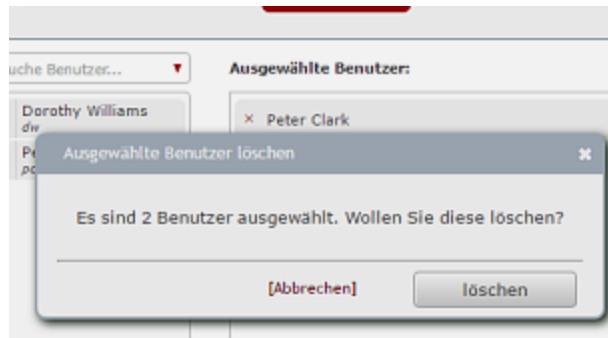 uche Benutzer...
Ausgewählte Benutzer:
Dorothy Williams
dw
× Peter Clark
Ausgewählte Benutzer löschen
Es sind 2 Benutzer ausgewählt. Wollen Sie diese löschen?
[Abbrechen]
löschen